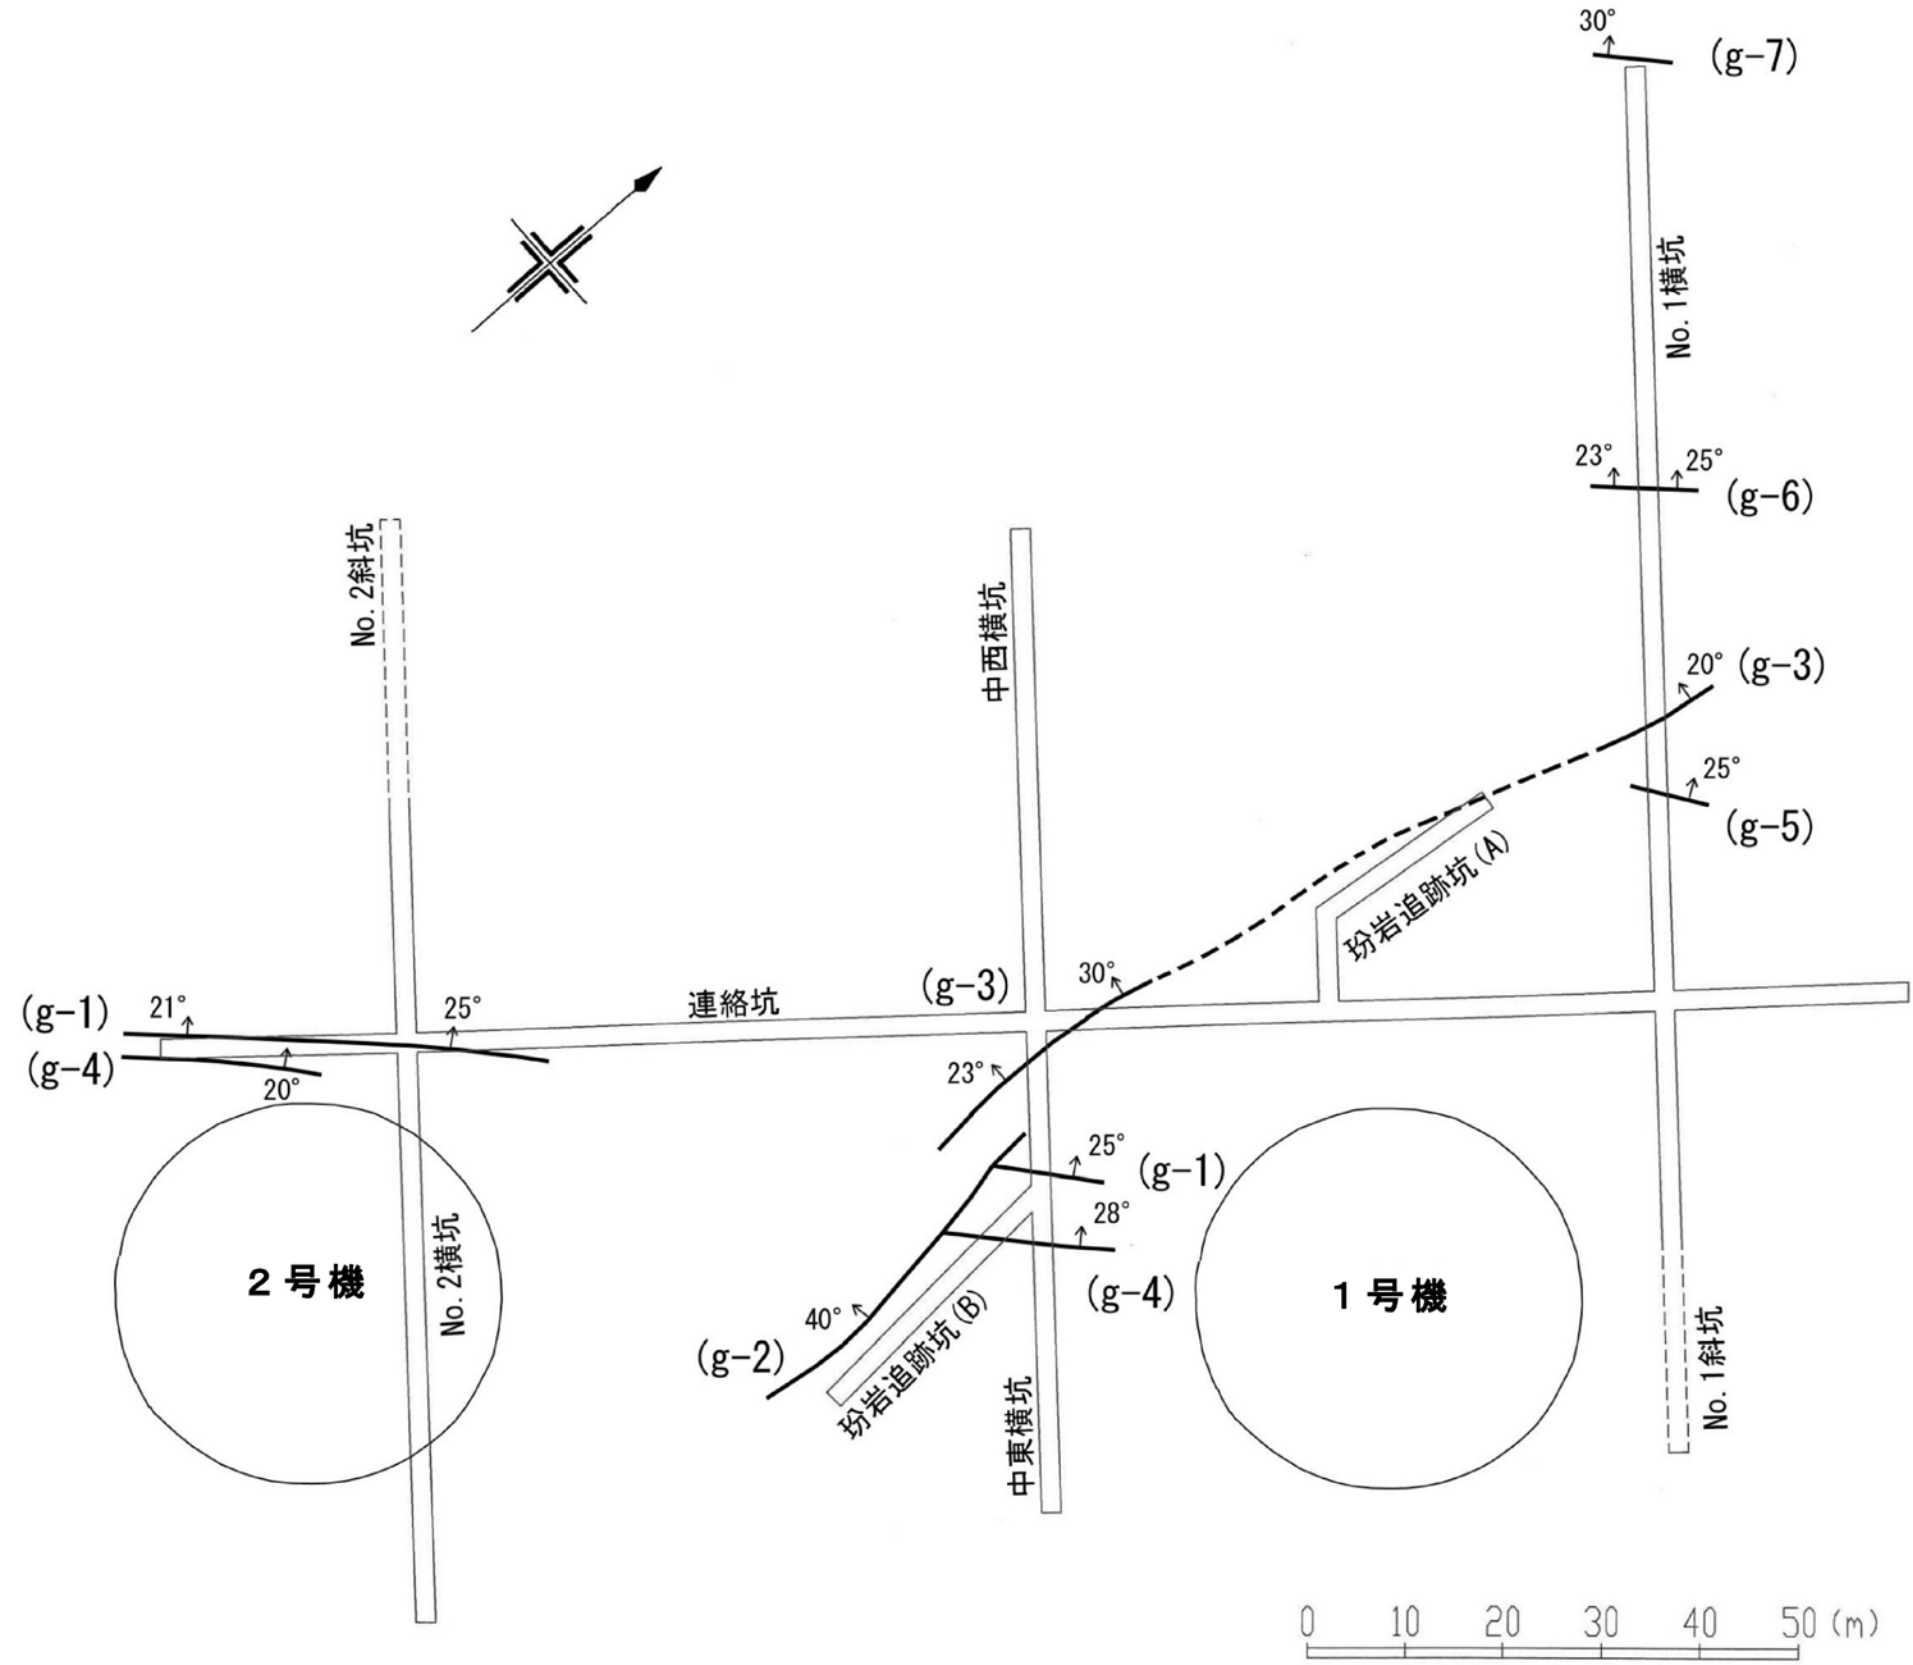 30°
(g-7)
No.1横坑
23°
25°
(g-6)
No.2斜坑
中西横坑
20°
(g-3)
25°
(g-5)
玢岩追跡坑(A)
(g-3)
30°
連絡坑
(g-1)
21°
25°
(g-4)
20°
23°
25°
(g-1)
28°
(g-4)
2号機
No.2横坑
1号機
40°
(g-2)
玢岩追跡坑(B)
中東横坑
No.1斜坑
0 10 20 30 40 50 (m)